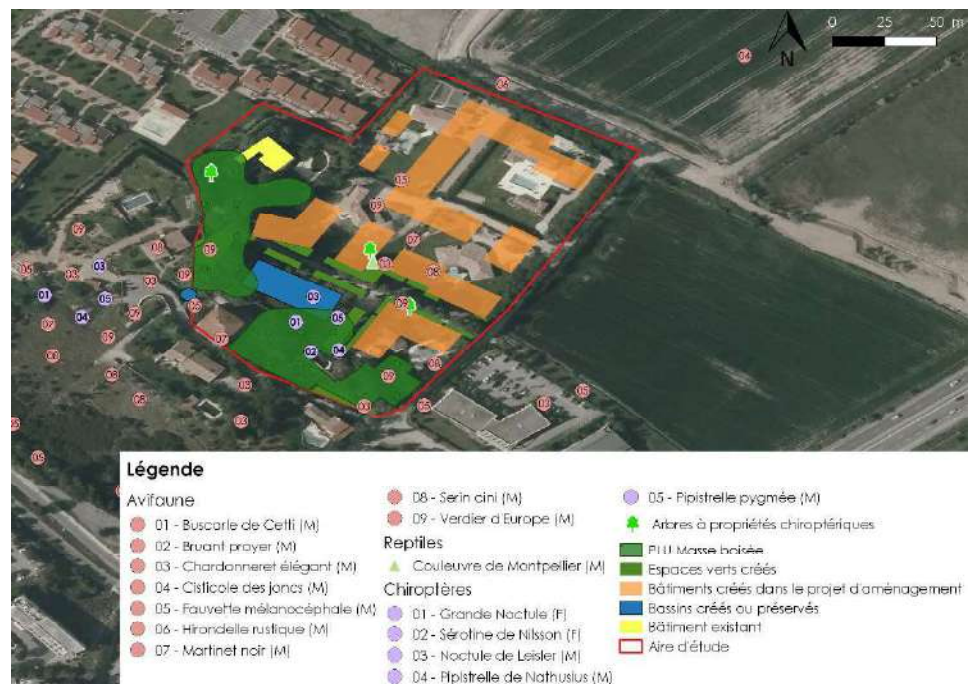 0 25 50 m
N
Légende
Avifaune
01 - Buscarle de Cetti (M)
02 - Bruant proyer (M)
03 - Chardonneret élégant (M)
04 - Cisticole des joncs (M)
05 - Fauvette mélanocéphale (M)
06 - Hirondelle rustique (M)
07 - Martinet noir (M)
08 - Serin cini (M)
09 - Verdier d'Europe (M)
Reptiles
Couleuvre de Montpellier (M)
Chiroptères
01 - Grande Noctule (F)
02 - Sérotine de Nilsson (F)
03 - Noctule de Leisler (M)
04 - Pipistrelle de Nathusius (M)
05 - Pipistrelle pygmée (M)
Arbres à propriétés chiroptériques
PLU Masse boisée
Espaces verts créés
Bâtiments créés dans le projet d'aménagement
Bassins créés ou préservés
Bâtiment existant
Aire d'étude